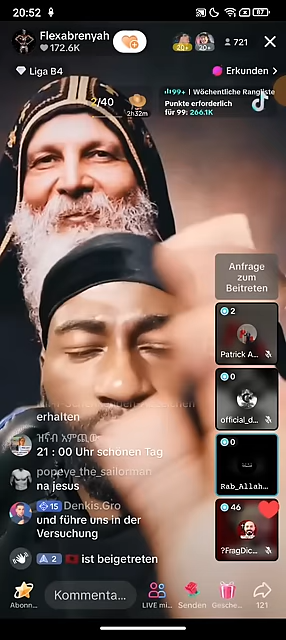 20:52
87
Flexabrenyah
172.6K
20+
20+
721
Liga B4
Erkunden >
/40
2h32m
99+ | Wöchentliche Rangliste
Punkte erforderlich
für 99: 266.1K
Anfrage
zum
Beitreten
2
Patrick A...
0
official_d...
0
Rab_Allah...
46
?FragDic...
erhalten
21 : 00 Uhr schönen Tag
popeye_the_sailorman
na jesus
15 Denkis.Gro
und führe uns in der
Versuchung
A 2 ist beigetreten
Abonn...
Kommenta...
LIVE mi...
Senden
Gesche...
121